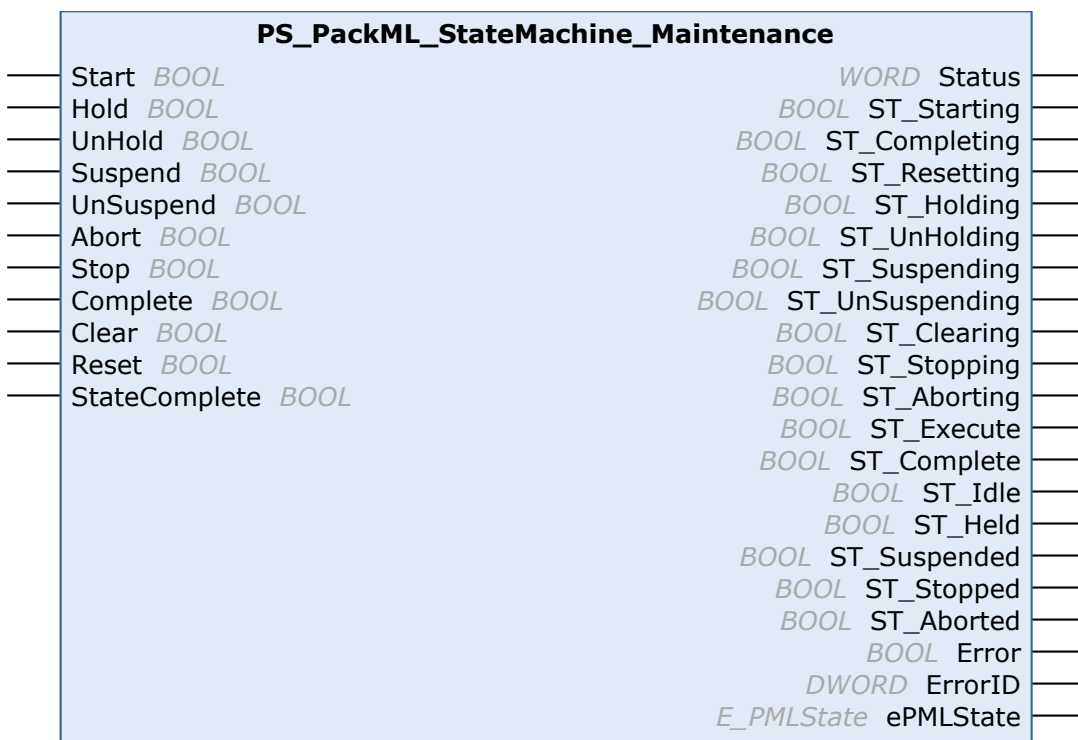 PS_PackML_StateMachine_Maintenance
Start BOOL WORD Status
Hold BOOL BOOL ST_Starting
UnHold BOOL BOOL ST_Completing
Suspend BOOL BOOL ST_Resetting
UnSuspend BOOL BOOL ST_Holding
Abort BOOL BOOL ST_UnHolding
Stop BOOL BOOL ST_Suspending
Complete BOOL BOOL ST_UnSuspending
Clear BOOL BOOL ST_Clearing
Reset BOOL BOOL ST_Stopping
StateComplete BOOL BOOL ST_Aborting
BOOL ST_Execute
BOOL ST_Complete
BOOL ST_Idle
BOOL ST_Held
BOOL ST_Suspended
BOOL ST_Stopped
BOOL ST_Aborted
BOOL Error
DWORD ErrorID
E_PMLState ePMLState